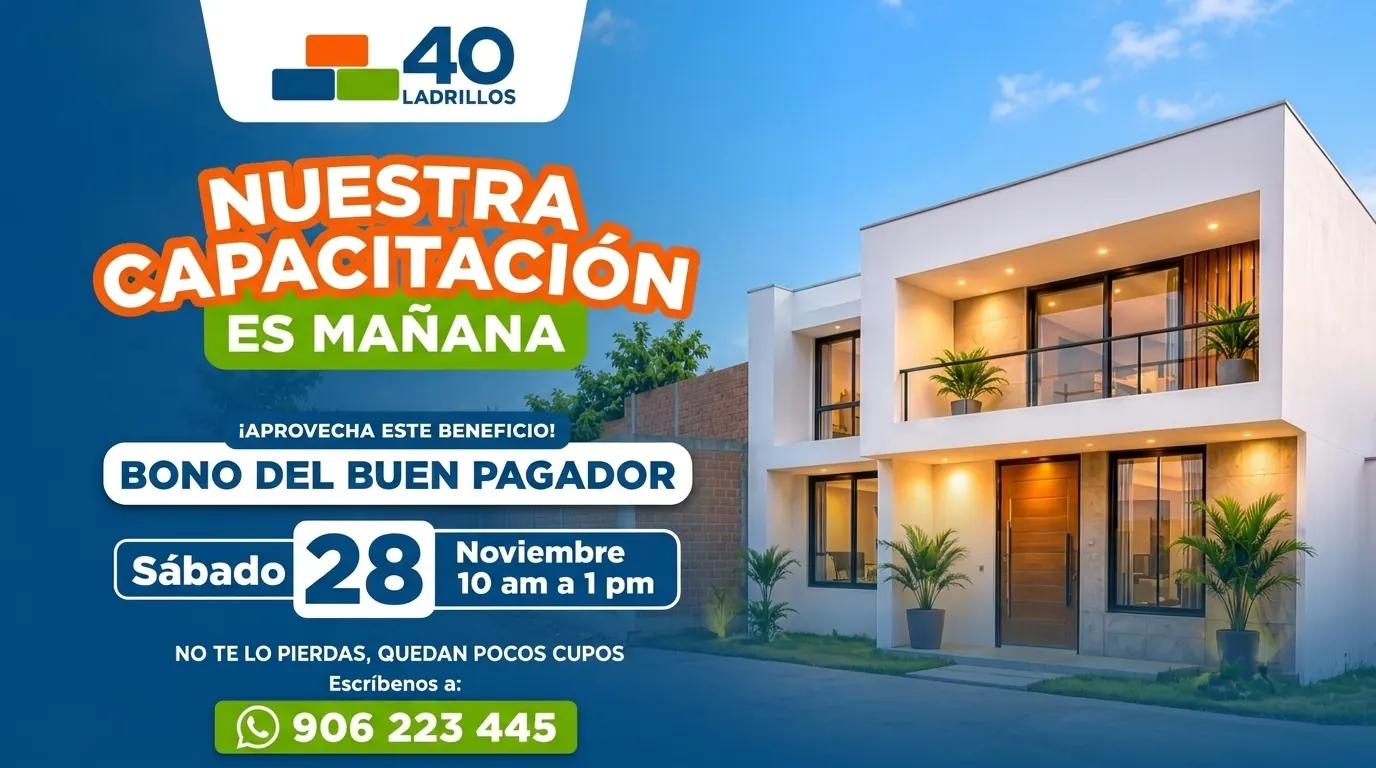 40
LADRILLOS
NUESTRA
CAPACITACIÓN
ES MAÑANA
¡APROVECHA ESTE BENEFICIO!
BONO DEL BUEN PAGADOR
Sábado
28
Noviembre
10 am a 1 pm
NO TE LO PIERDAS, QUEDAN POCOS CUPOS
Escríbenos a:
906 223 445